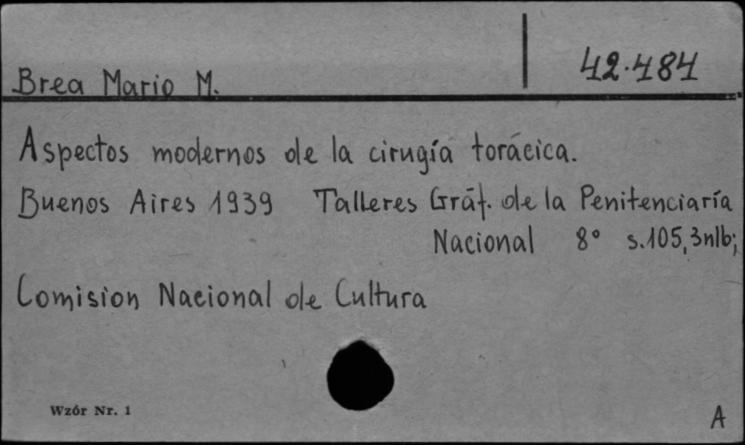 Brea Mario M. 42.484
Aspectos modernos de la cirugía torácica.
Buenos Aires 1939 Talleres Gráf. de la Penitenciaría
Nacional 8° s.105,3nlb;
Comision Nacional de Cultura
Wzór Nr. 1
A